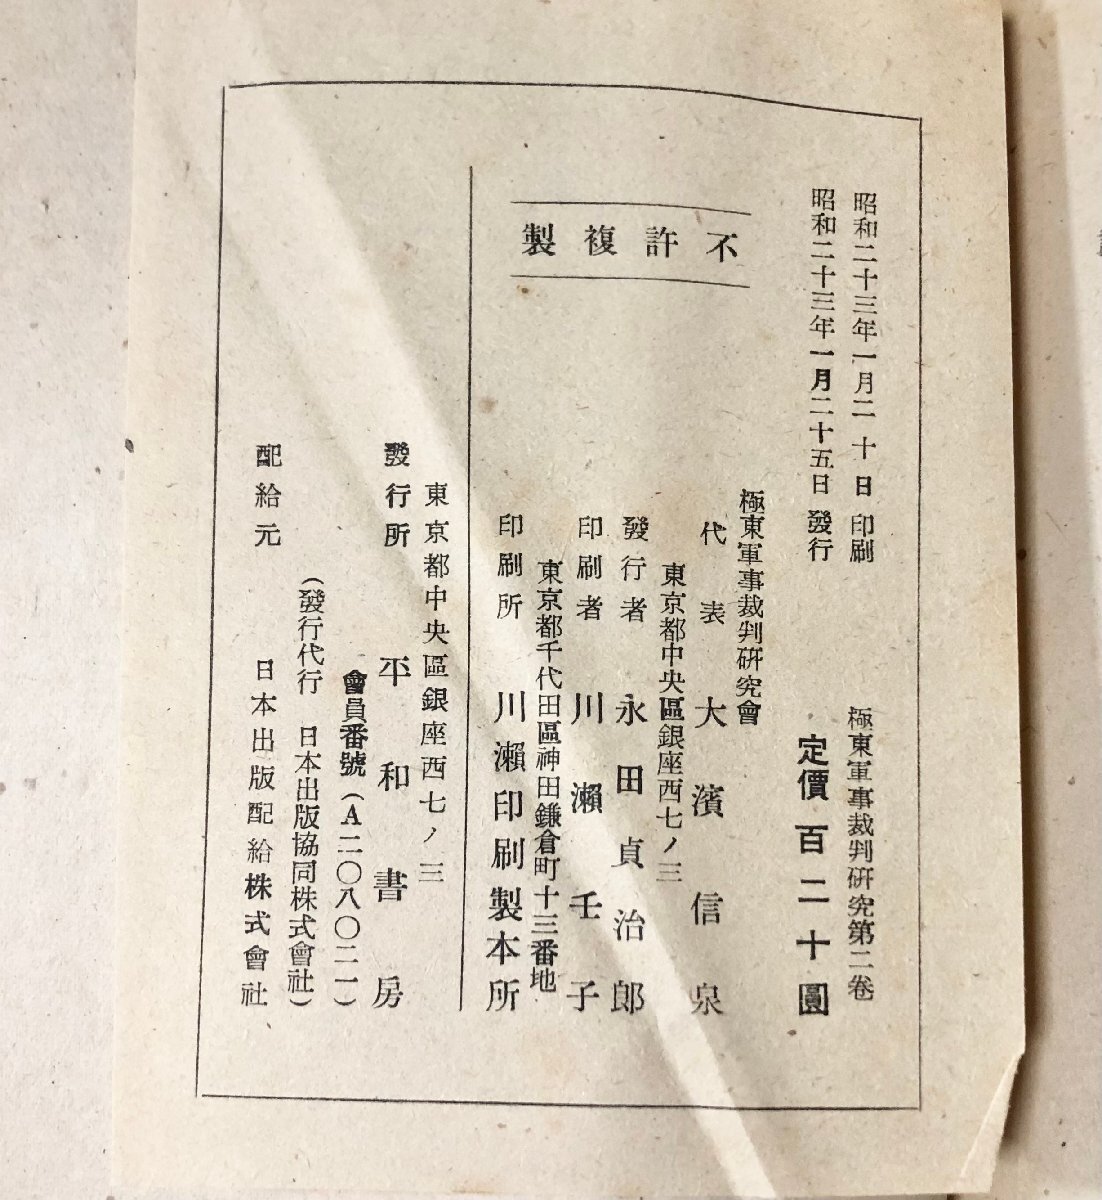 昭和二十三年一月二十日印刷
昭和二十三年一月二十五日發行
極東軍事裁判研究第二卷
定價百二十圓
不許複製
極東軍事裁判研究會
代表 大濱信泉
東京都中央區銀座西七ノ三
發行者 永田貞治郎
印刷者 川瀨壬子
東京都千代田區神田鎌倉町十三番地
印刷所 川瀨印刷製本所
東京都中央區銀座西七ノ三
發行所 平和書房
會員番號(A二〇八〇二一)
(發行代行 日本出版協同株式會社)
配給元 日本出版配給株式會社